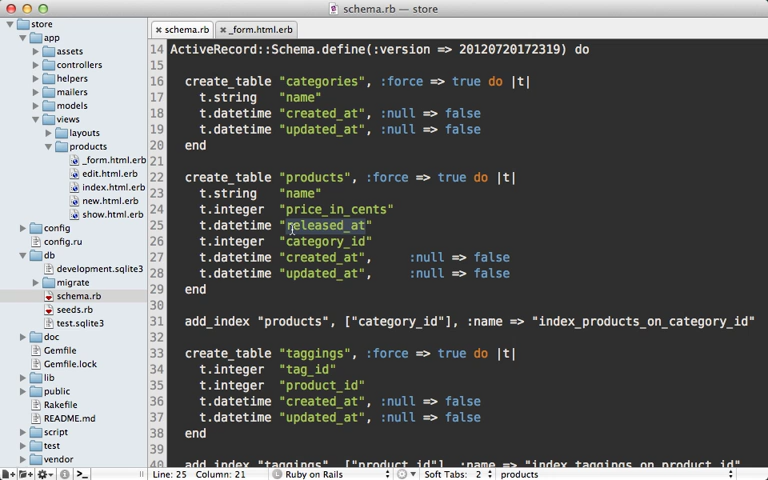 schema.rb — store
store
app
assets
controllers
helpers
mailers
models
views
layouts
products
_form.html.erb
edit.html.erb
index.html.erb
new.html.erb
show.html.erb
config
config.ru
db
development.sqlite3
migrate
schema.rb
seeds.rb
test.sqlite3
doc
Gemfile
Gemfile.lock
lib
public
Rakefile
README.md
script
test
vendor
schema.rb
_form.html.erb
14 ActiveRecord::Schema.define(:version => 20120720172319) do
15
16 create_table "categories", :force => true do |t|
17 t.string "name"
18 t.datetime "created_at", :null => false
19 t.datetime "updated_at", :null => false
20 end
21
22 create_table "products", :force => true do |t|
23 t.string "name"
24 t.integer "price_in_cents"
25 t.datetime "released_at"
26 t.integer "category_id"
27 t.datetime "created_at", :null => false
28 t.datetime "updated_at", :null => false
29 end
30
31 add_index "products", ["category_id"], :name => "index_products_on_category_id"
32
33 create_table "taggings", :force => true do |t|
34 t.integer "tag_id"
35 t.integer "product_id"
36 t.datetime "created_at", :null => false
37 t.datetime "updated_at", :null => false
38 end
39
40 add_index "taggings", ["product_id"], :name => "index_taggings_on_product_id"
Line: 25 Column: 21 Ruby on Rails Soft Tabs: 2 products